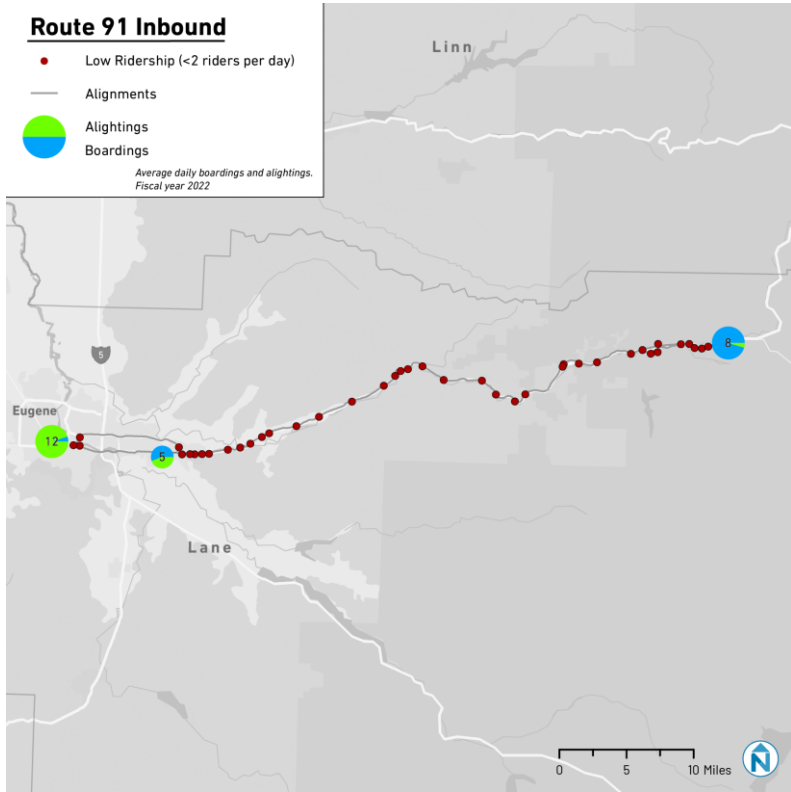 Route 91 Inbound
Low Ridership (<2 riders per day)
Alignments
Alightings
Boardings
Average daily boardings and alightings.
Fiscal year 2022
Linn
5
8
Eugene
12
5
Lane
0 5 10 Miles
N